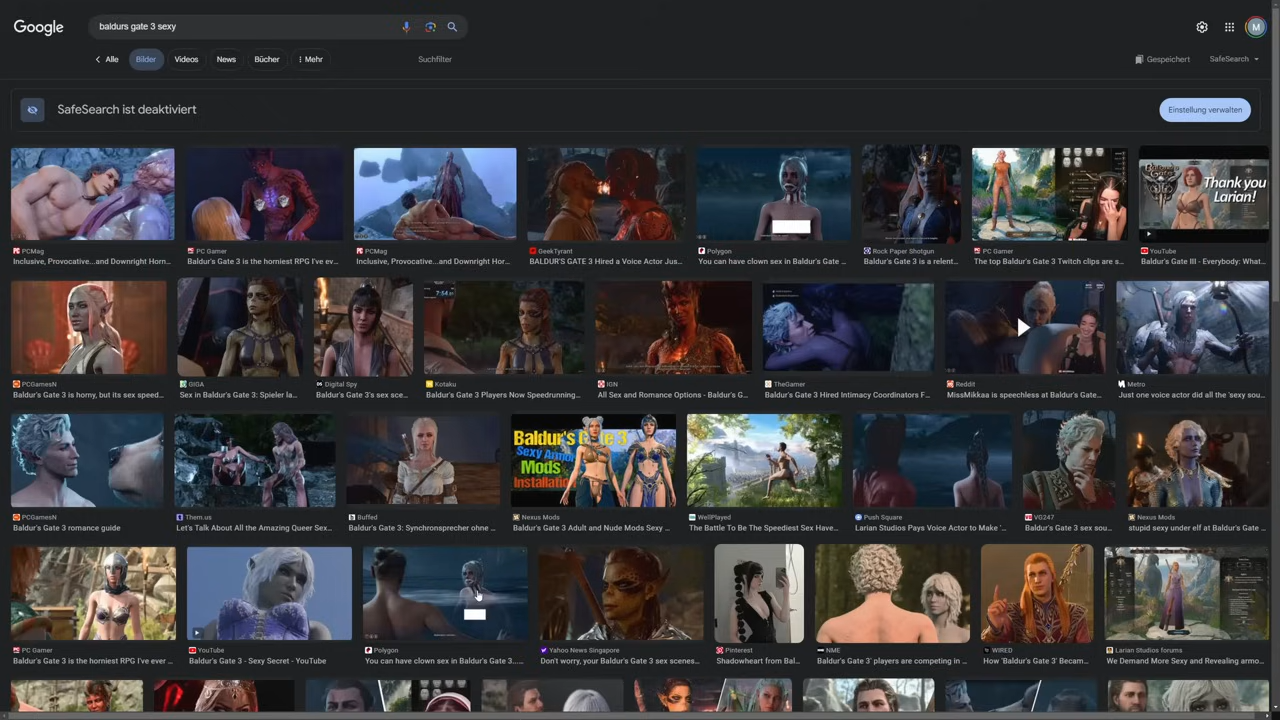 Google
baldurs gate 3 sexy
Alle
Bilder
Videos
News
Bücher
Mehr
Suchfilter
Gespeichert
SafeSearch
M
SafeSearch ist deaktiviert
Einstellung verwalten
Thank you
Larian!
PCMag
Inclusive, Provocative...and Downright Horn...
PC Gamer
Baldur's Gate 3 is the horniest RPG I've ev...
PCMag
Inclusive, Provocative...and Downright Hor...
GeekTyrant
BALDUR'S GATE 3 Hired a Voice Actor Jus...
Polygon
You can have clown sex in Baldur's Gate ...
Rock Paper Shotgun
Baldur's Gate 3 is a relent...
PC Gamer
The top Baldur's Gate 3 Twitch clips are s...
YouTube
Baldur's Gate III - Everybody: What...
PCGamesN
Baldur's Gate 3 is horny, but its sex speed...
GIGA
Sex in Baldur's Gate 3: Spieler la...
Digital Spy
Baldur's Gate 3's sex sce...
Kotaku
Baldur's Gate 3 Players Now Speedrunning...
IGN
All Sex and Romance Options - Baldur's G...
TheGamer
Baldur's Gate 3 Hired Intimacy Coordinators F...
Reddit
MissMikkaa is speechless at Baldur's Gate...
Metro
Just one voice actor did all the 'sexy sou...
Baldur's Gate 3
Sexy Armor
Mods
Installation
PCGamesN
Baldur's Gate 3 romance guide
Them.us
Let's Talk About All the Amazing Queer Sex...
Buffed
Baldur's Gate 3: Synchronsprecher ohne ...
Nexus Mods
Baldur's Gate 3 Adult and Nude Mods Sexy ...
WellPlayed
The Battle To Be The Speediest Sex Have...
Push Square
Larian Studios Pays Voice Actor to Make '...
VG247
Baldur's Gate 3 sex sou...
Nexus Mods
stupid sexy under elf at Baldur's Gate ...
PC Gamer
Baldur's Gate 3 is the horniest RPG I've ever ...
YouTube
Baldur's Gate 3 - Sexy Secret - YouTube
Polygon
You can have clown sex in Baldur's Gate 3....
Yahoo News Singapore
Don't worry, your Baldur's Gate 3 sex scenes...
Pinterest
Shadowheart from Bal...
NME
Baldur's Gate 3' players are competing in ...
WIRED
How 'Baldur's Gate 3' Becam...
Larian Studios forums
We Demand More Sexy and Revealing armo...